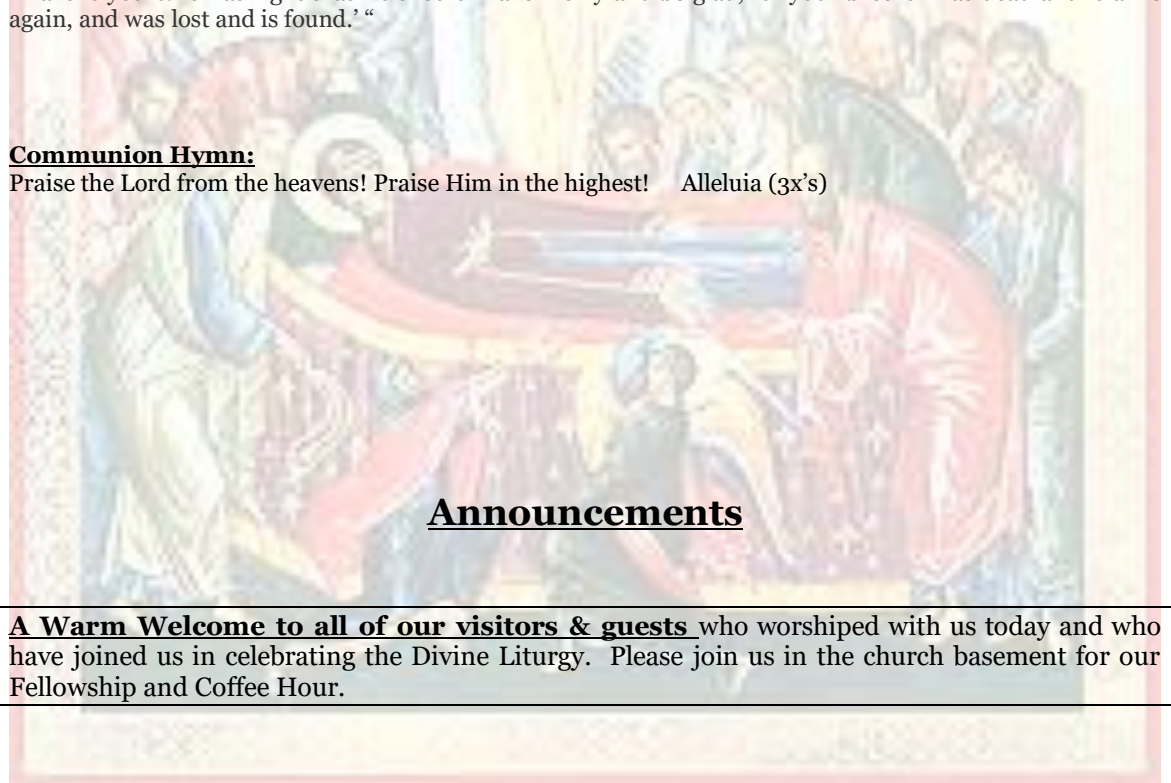 again, and was lost and is found.’ “
Communion Hymn:
Praise the Lord from the heavens! Praise Him in the highest! Alleluia (3x’s)
Announcements
A Warm Welcome to all of our visitors & guests who worshiped with us today and who
have joined us in celebrating the Divine Liturgy. Please join us in the church basement for our
Fellowship and Coffee Hour.